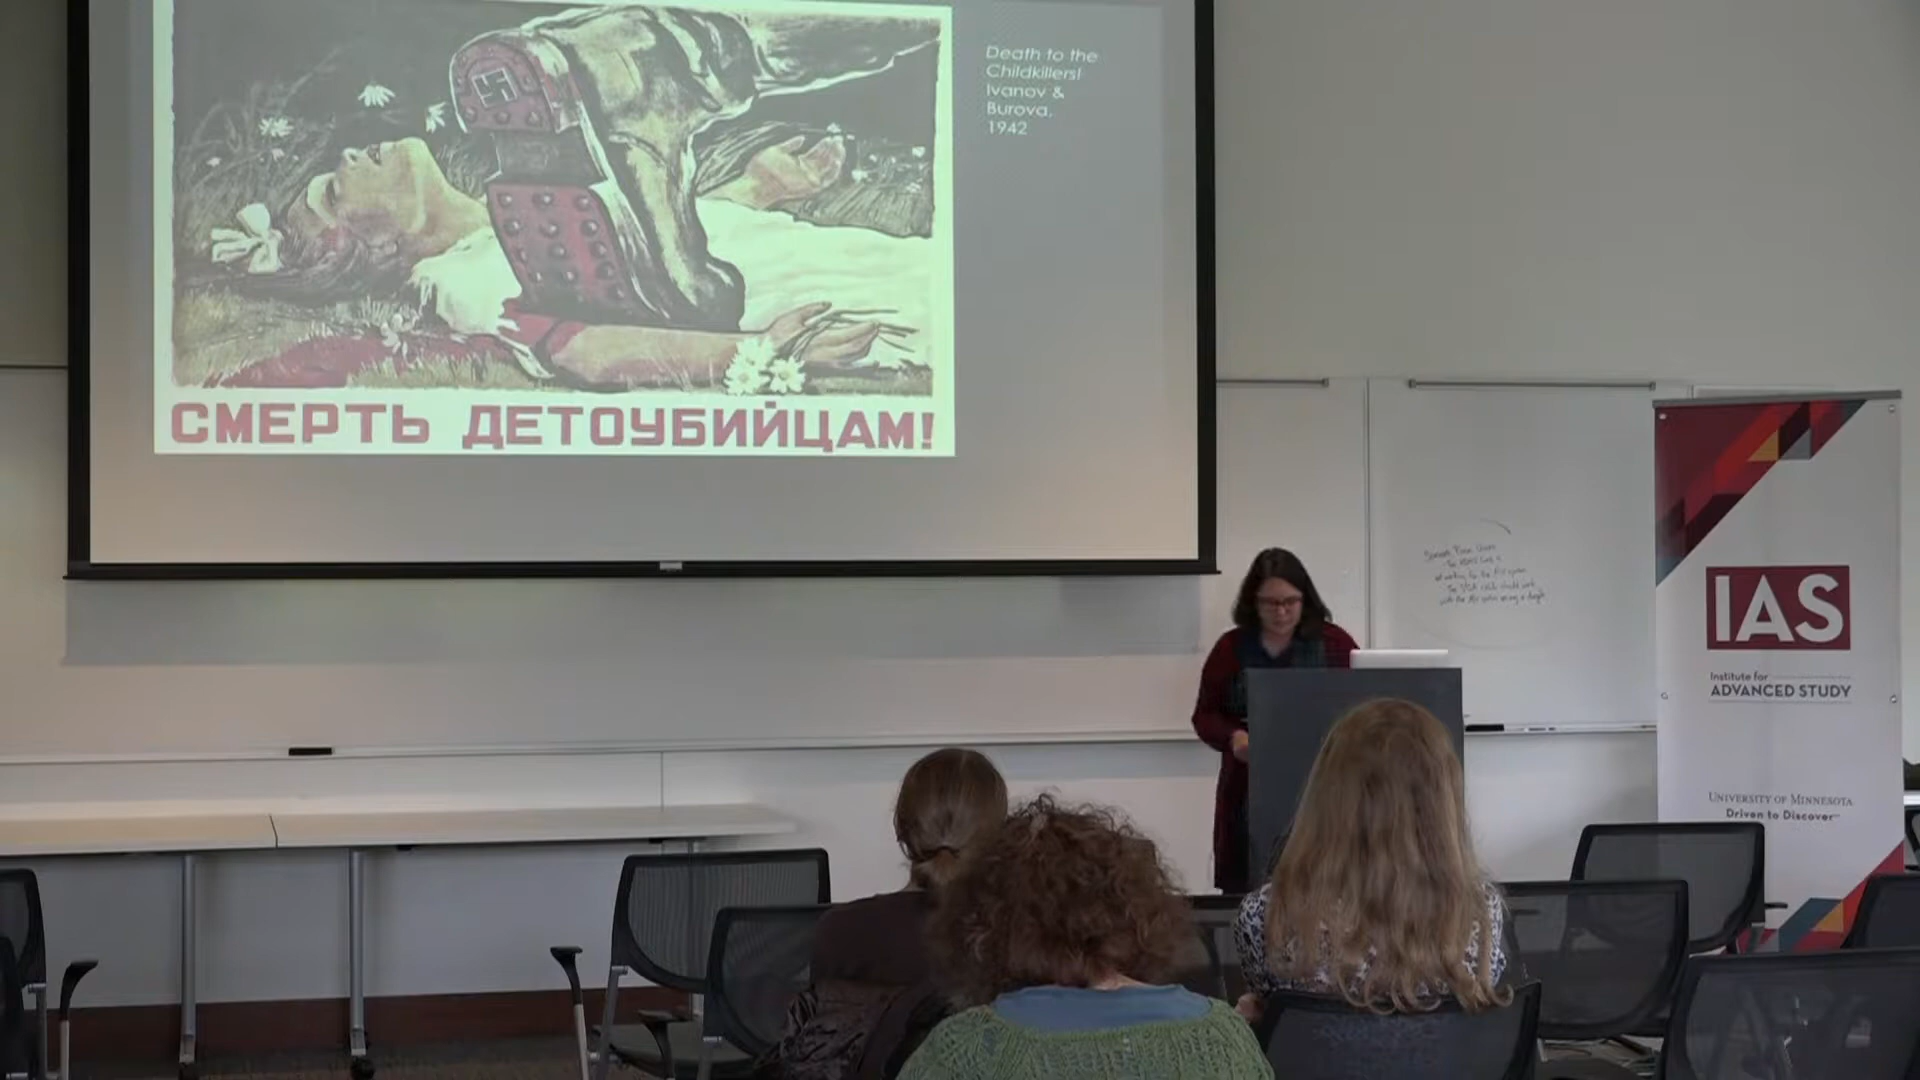 Death to the
Childkillers!
Ivanov &
Burova,
1942
СМЕРТЬ ДЕТОУБИЙЦАМ!
IAS
Institute for
ADVANCED STUDY
UNIVERSITY OF MINNESOTA
Driven to Discover